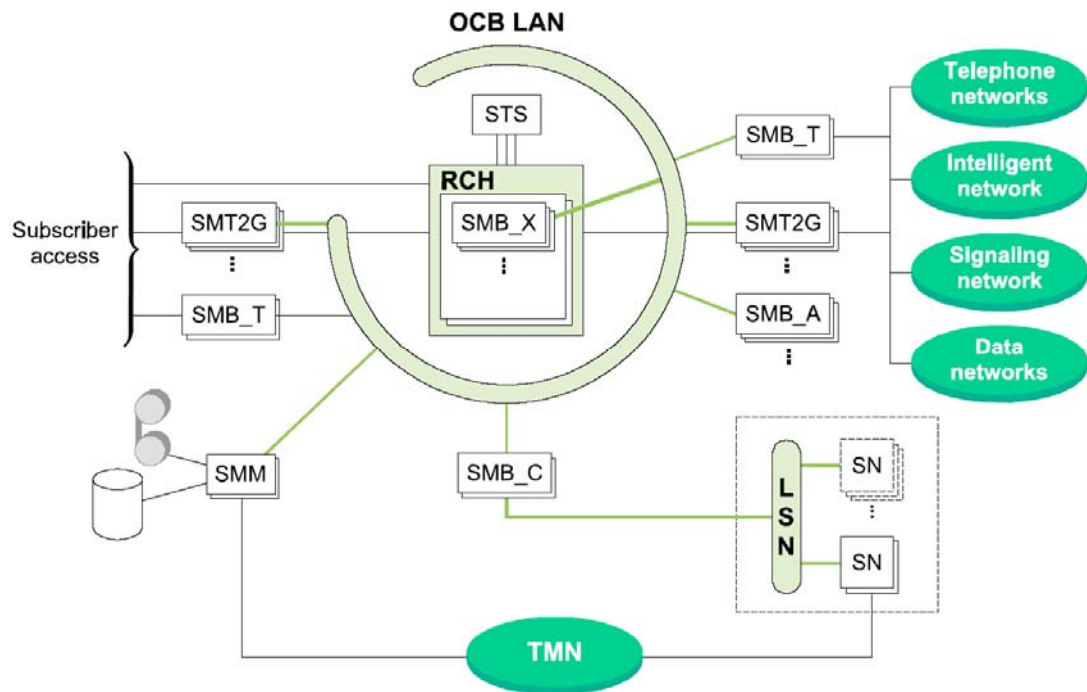 OCB LAN
STS
RCH
SMB_X
Subscriber
access
SMT2G
SMB_T
SMB_T
SMT2G
SMB_A
Telephone
networks
Intelligent
network
Signaling
network
Data
networks
SMM
SMB_C
LSN
SN
SN
TMN